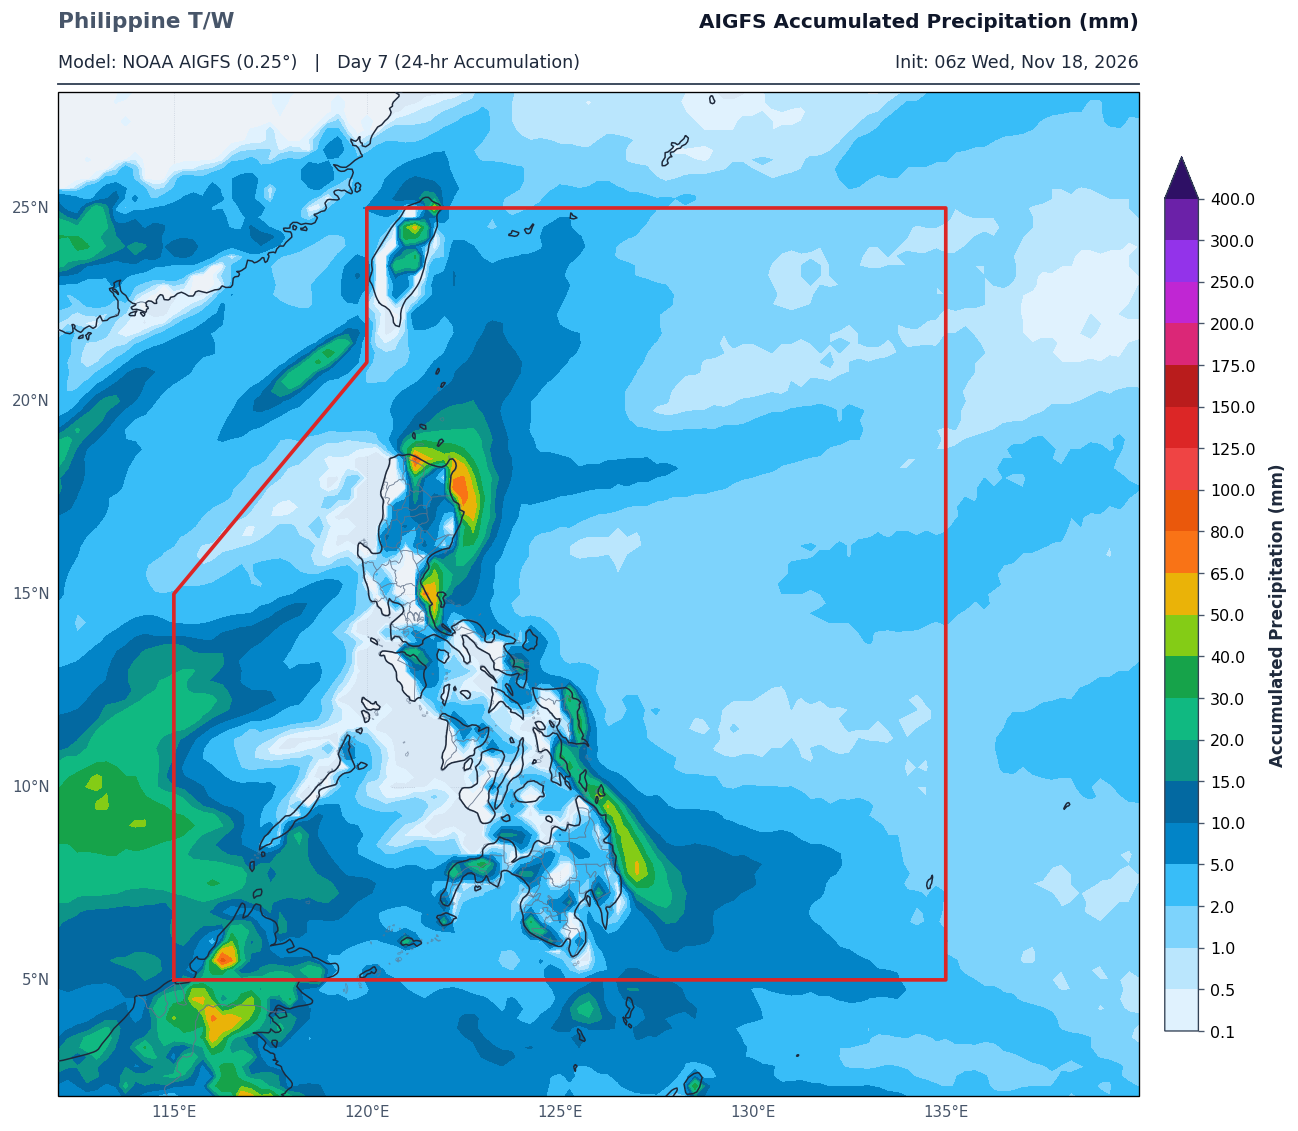 Philippine T/W
AIGFS Accumulated Precipitation (mm)
Model: NOAA AIGFS (0.25°)   |   Day 7 (24-hr Accumulation)
Init: 06z Wed, Nov 18, 2026
25°N
20°N
15°N
10°N
5°N
115°E
120°E
125°E
130°E
135°E
400.0
300.0
250.0
200.0
175.0
150.0
125.0
100.0
80.0
65.0
50.0
40.0
30.0
20.0
15.0
10.0
5.0
2.0
1.0
0.5
0.1
Accumulated Precipitation (mm)